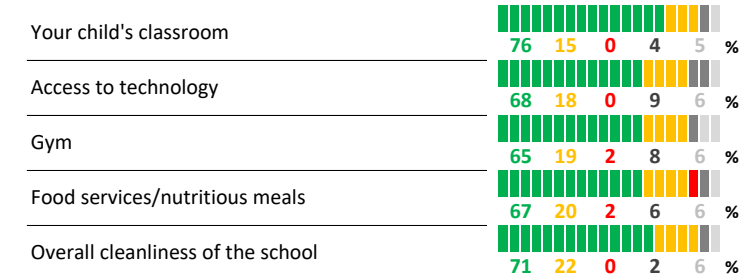 Your child's classroom
76 15 0 4 5 %
Access to technology
68 18 0 9 6 %
Gym
65 19 2 8 6 %
Food services/nutritious meals
67 20 2 6 6 %
Overall cleanliness of the school
71 22 0 2 6 %